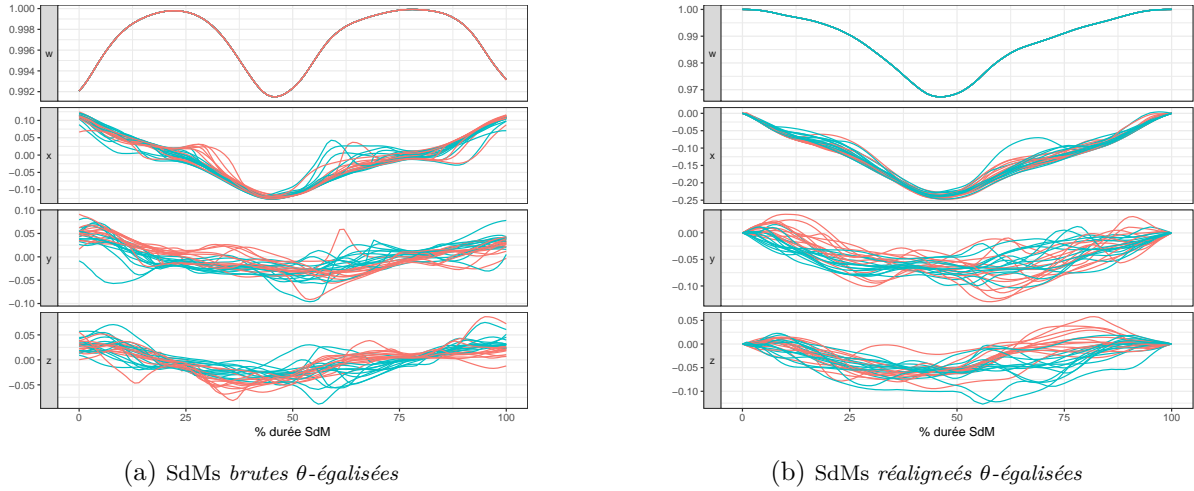 1.000
0.998
0.996
0.994
0.992
w
0.10
0.05
0.00
−0.05
−0.10
x
0.10
0.05
0.00
−0.05
−0.10
y
0.05
0.00
−0.05
z
0 25 50 75 100
% durée SdM
(a) SdMs brutes θ-égalisées
1.00
0.99
0.98
0.97
w
0.00
−0.05
−0.10
−0.15
−0.20
−0.25
x
0.00
−0.05
−0.10
y
0.05
0.00
−0.05
−0.10
z
0 25 50 75 100
% durée SdM
(b) SdMs réaligneés θ-égalisées